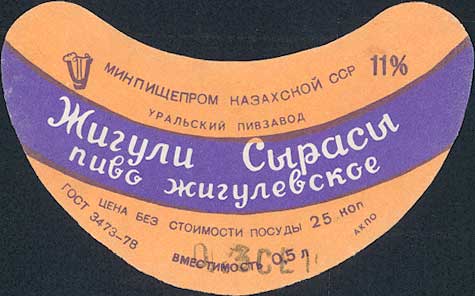 МИНПИЩЕПРОМ КАЗАХСКОЙ ССР 11%
УРАЛЬСКИЙ ПИВЗАВОД
Жигули Сырасы
пиво жигулевское
ГОСТ 3473-78
ЦЕНА БЕЗ СТОИМОСТИ ПОСУДЫ 25 КОП
АКПО
ВМЕСТИМОСТЬ 0,5 л